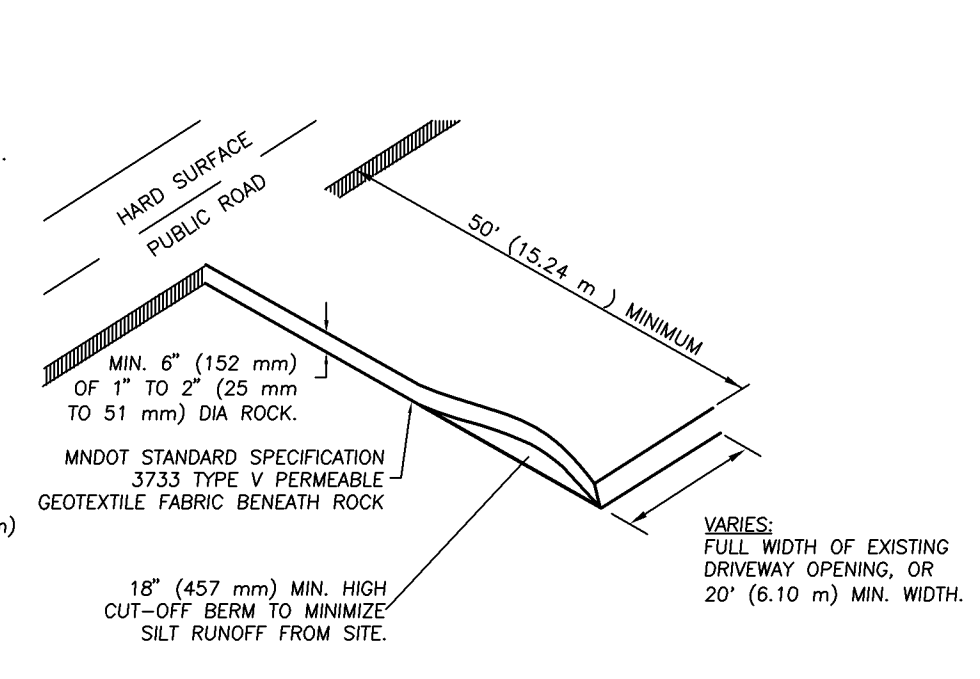 HARD SURFACE
PUBLIC ROAD
50' (15.24 m ) MINIMUM
MIN. 6" (152 mm)
OF 1" TO 2" (25 mm
TO 51 mm) DIA ROCK.
MNDOT STANDARD SPECIFICATION
3733 TYPE V PERMEABLE
GEOTEXTILE FABRIC BENEATH ROCK
m)
VARIES:
FULL WIDTH OF EXISTING
DRIVEWAY OPENING, OR
20' (6.10 m) MIN. WIDTH.
18" (457 mm) MIN. HIGH
CUT-OFF BERM TO MINIMIZE
SILT RUNOFF FROM SITE.